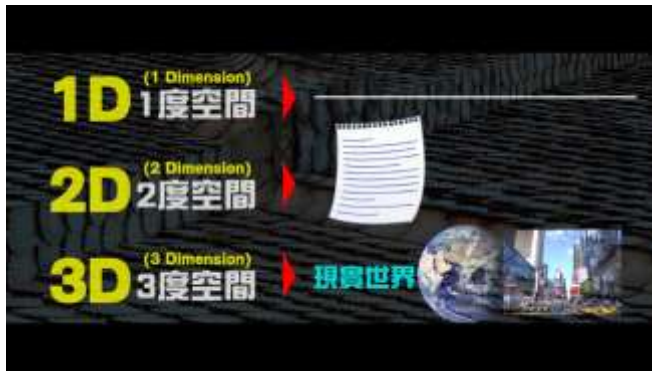 (1 Dimension)
1D 1度空間
(2 Dimension)
2D 2度空間
(3 Dimension)
3D 3度空間
現實世界